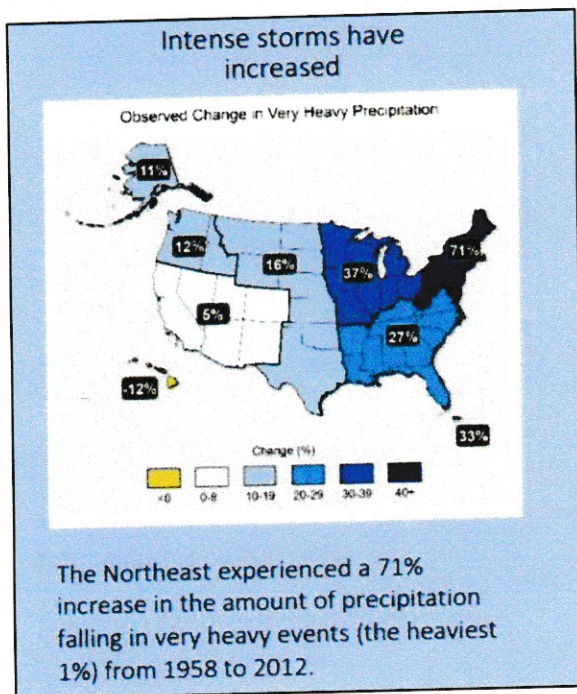 Intense storms have
increased
Observed Change in Very Heavy Precipitation
11%
12%
16%
37%
71%
5%
27%
-12%
33%
Change (%)
<0 0-9 10-19 20-29 30-39 40+
The Northeast experienced a 71%
increase in the amount of precipitation
falling in very heavy events (the heaviest
1%) from 1958 to 2012.